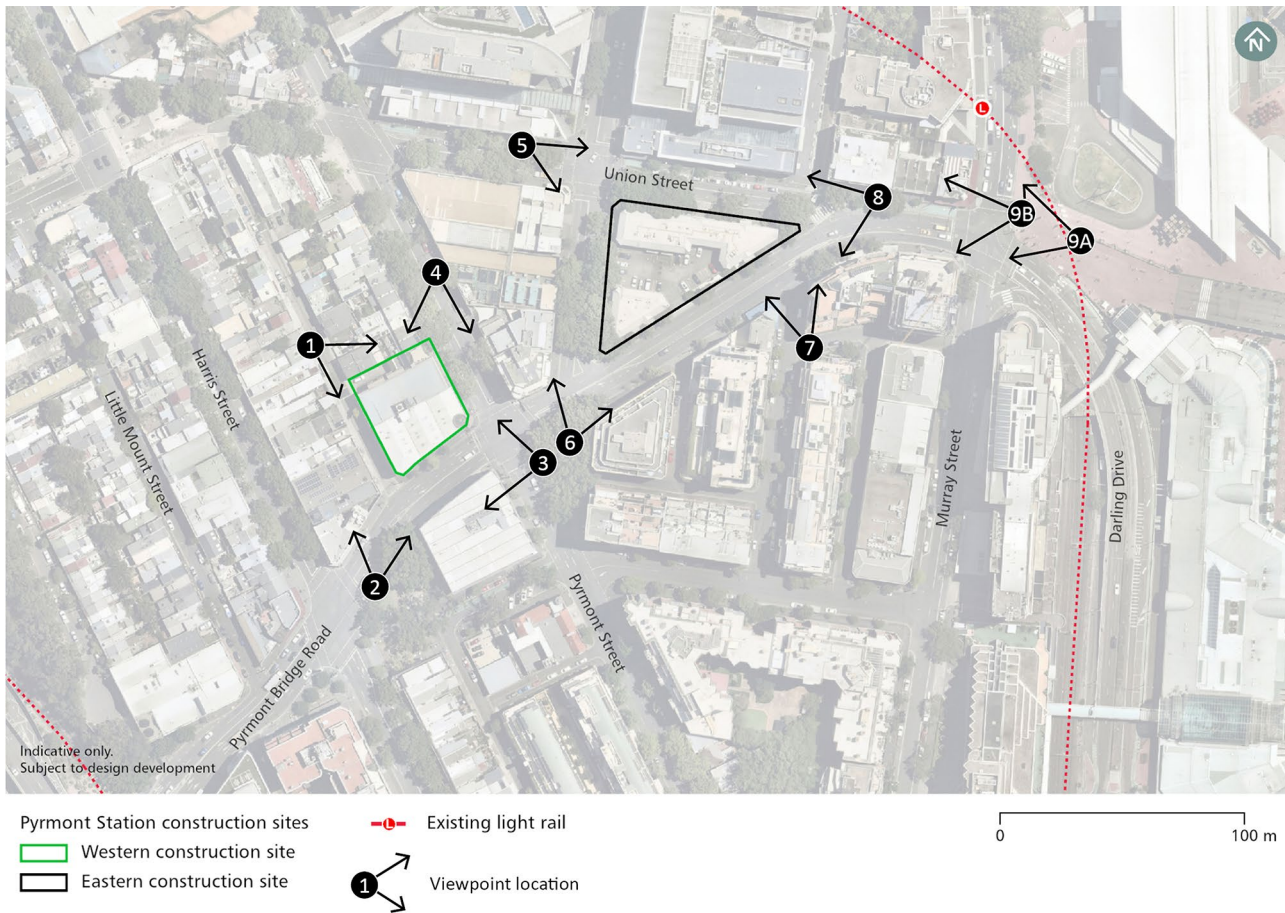 N
L
5
Union Street
8
9B
9A
4
1
7
Harris Street
Little Mount Street
6
3
Murray Street
Darling Drive
2
Pyrmont Street
Pyrmont Bridge Road
Indicative only.
Subject to design development
Pyrmont Station construction sites
Western construction site
Eastern construction site
L Existing light rail
1 Viewpoint location
0 100 m